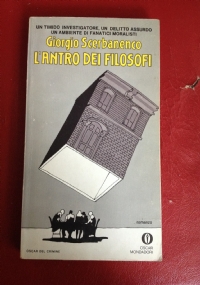 UN TIMIDO INVESTIGATORE, UN DELITTO ASSURDO
UN AMBIENTE DI FANATICI MORALISTI
Giorgio Scerbanenco
L'ANTRO DEI FILOSOFI
romanzo
OSCAR DEL CRIMINE
OSCAR
MONDADORI